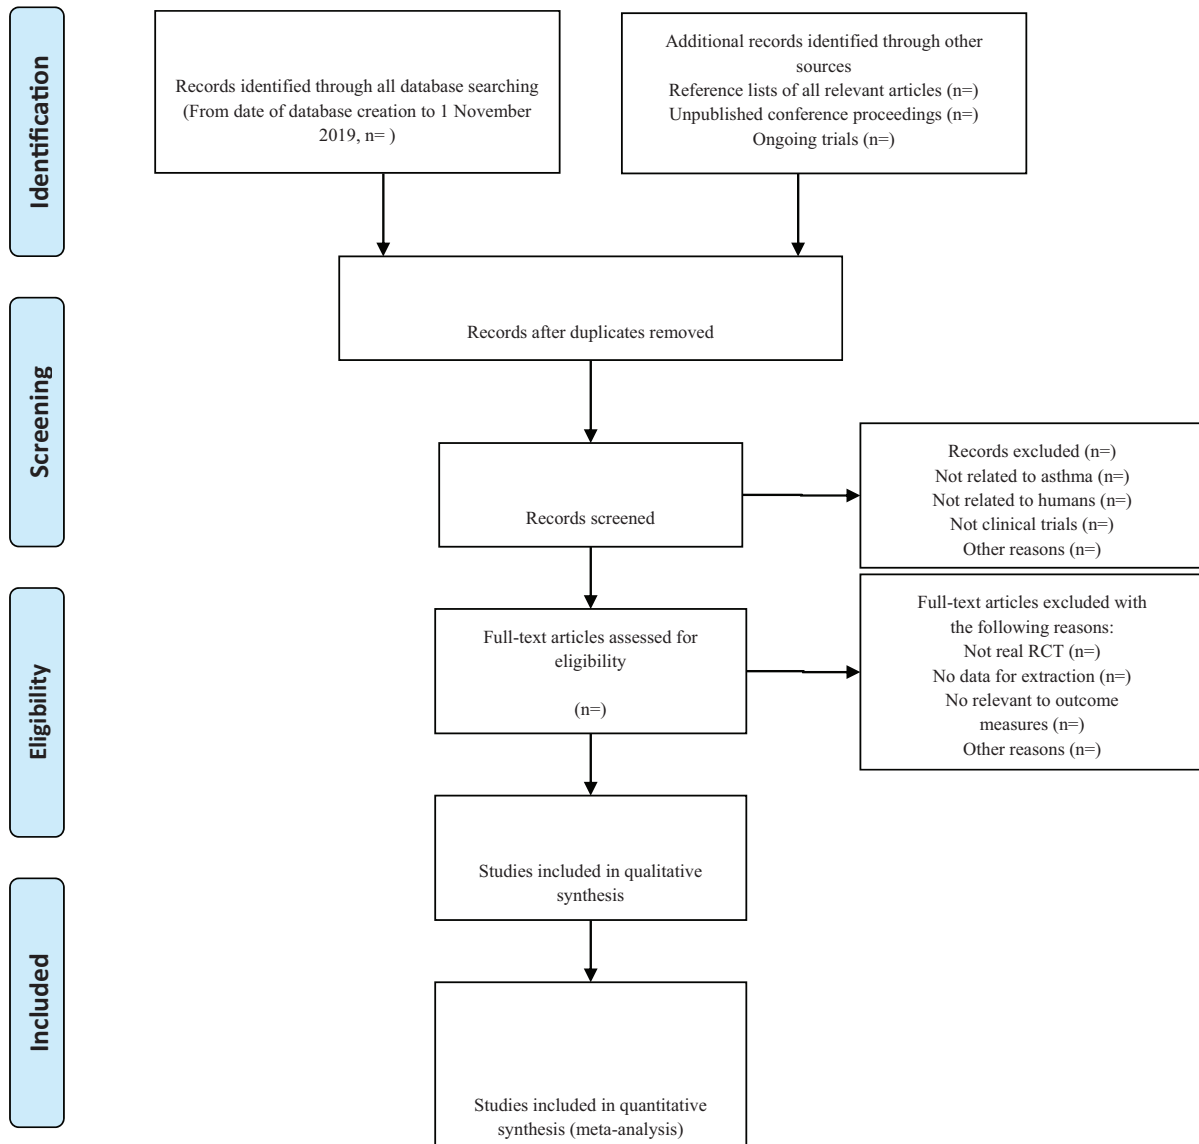 Identification
Records identified through all database searching
(From date of database creation to 1 November
2019, n= )
Additional records identified through other
sources
Reference lists of all relevant articles (n=)
Unpublished conference proceedings (n=)
Ongoing trials (n=)
Records after duplicates removed
Screening
Records screened
Records excluded (n=)
Not related to asthma (n=)
Not related to humans (n=)
Not clinical trials (n=)
Other reasons (n=)
Eligibility
Full-text articles assessed for
eligibility
(n=)
Full-text articles excluded with
the following reasons:
Not real RCT (n=)
No data for extraction (n=)
No relevant to outcome
measures (n=)
Other reasons (n=)
Studies included in qualitative
synthesis
Included
Studies included in quantitative
synthesis (meta-analysis)